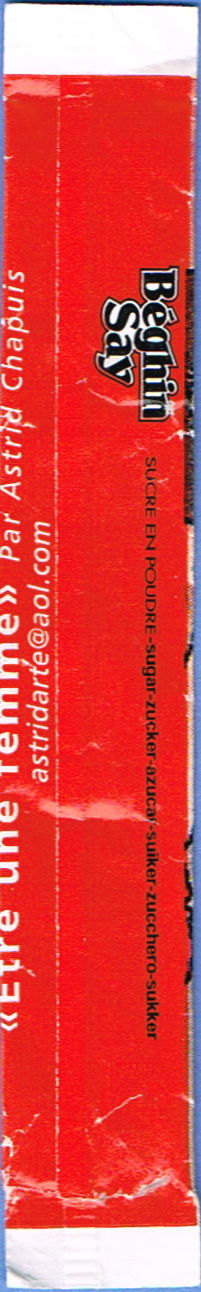 Béghin
Say
SUCRE EN POUDRE-sugar-zucker-azucar-suiker-zucchero-sukker
«Etre une femme» Par Astrid Chapuis
astridarte@aol.com